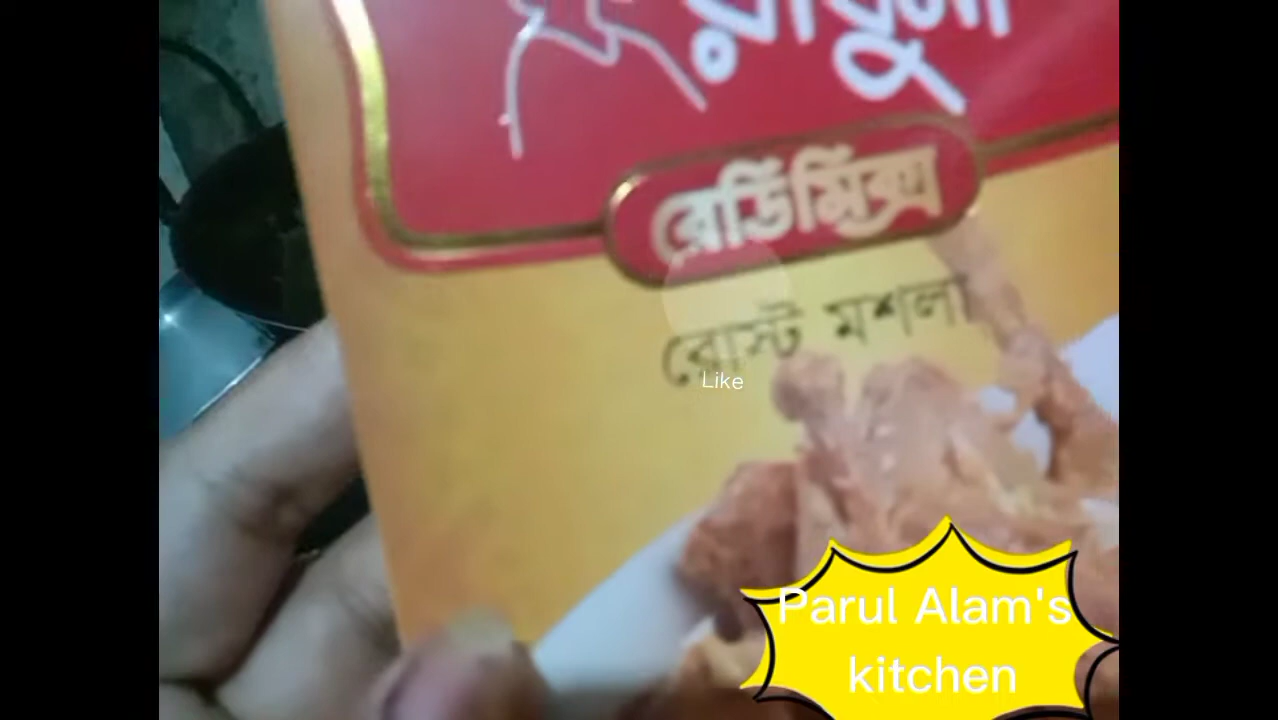 রাঁধুনী
রেডিমিক্স
রোস্ট মশলা
Like
Parul Alam's
kitchen